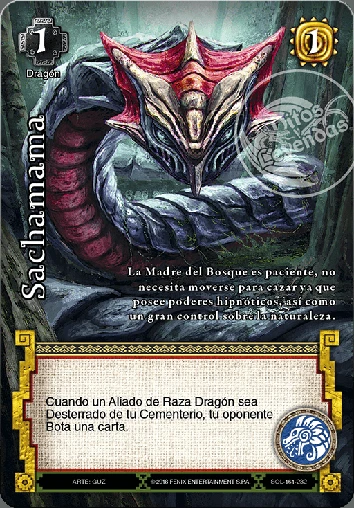 1
Dragón
1
Mitos y
Leyendas
Sachamama
La Madre del Bosque es paciente, no
necesita moverse para cazar ya que
posee poderes hipnóticos, así como
un gran control sobre la naturaleza.
Cuando un Aliado de Raza Dragón sea
Desterrado de tu Cementerio, tu oponente
Bota una carta.
ARTE: GUZ
©2018 FENIX ENTERTAINMENT S.P.A.